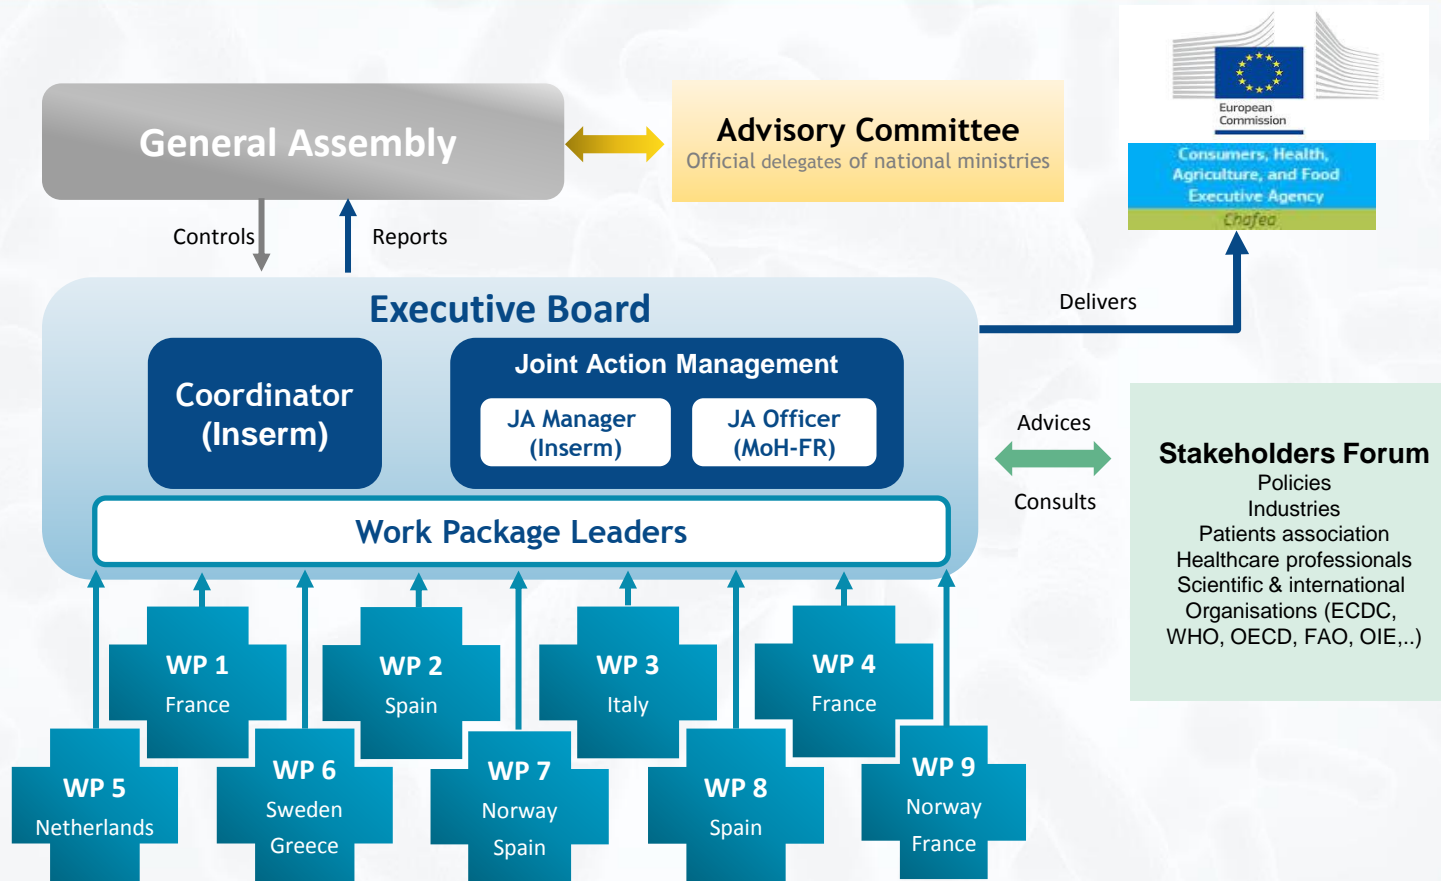 General Assembly
Advisory Committee
Official delegates of national ministries
European
Commission
Consumers, Health,
Agriculture, and Food
Executive Agency
Chafea
Controls
Reports
Executive Board
Delivers
Coordinator
(Inserm)
Joint Action Management
JA Manager
(Inserm)
JA Officer
(MoH-FR)
Work Package Leaders
Advices
Consults
Stakeholders Forum
Policies
Industries
Patients association
Healthcare professionals
Scientific & international
Organisations (ECDC,
WHO, OECD, FAO, OIE,..)
WP 1
France
WP 2
Spain
WP 3
Italy
WP 4
France
WP 5
Netherlands
WP 6
Sweden
Greece
WP 7
Norway
Spain
WP 8
Spain
WP 9
Norway
France